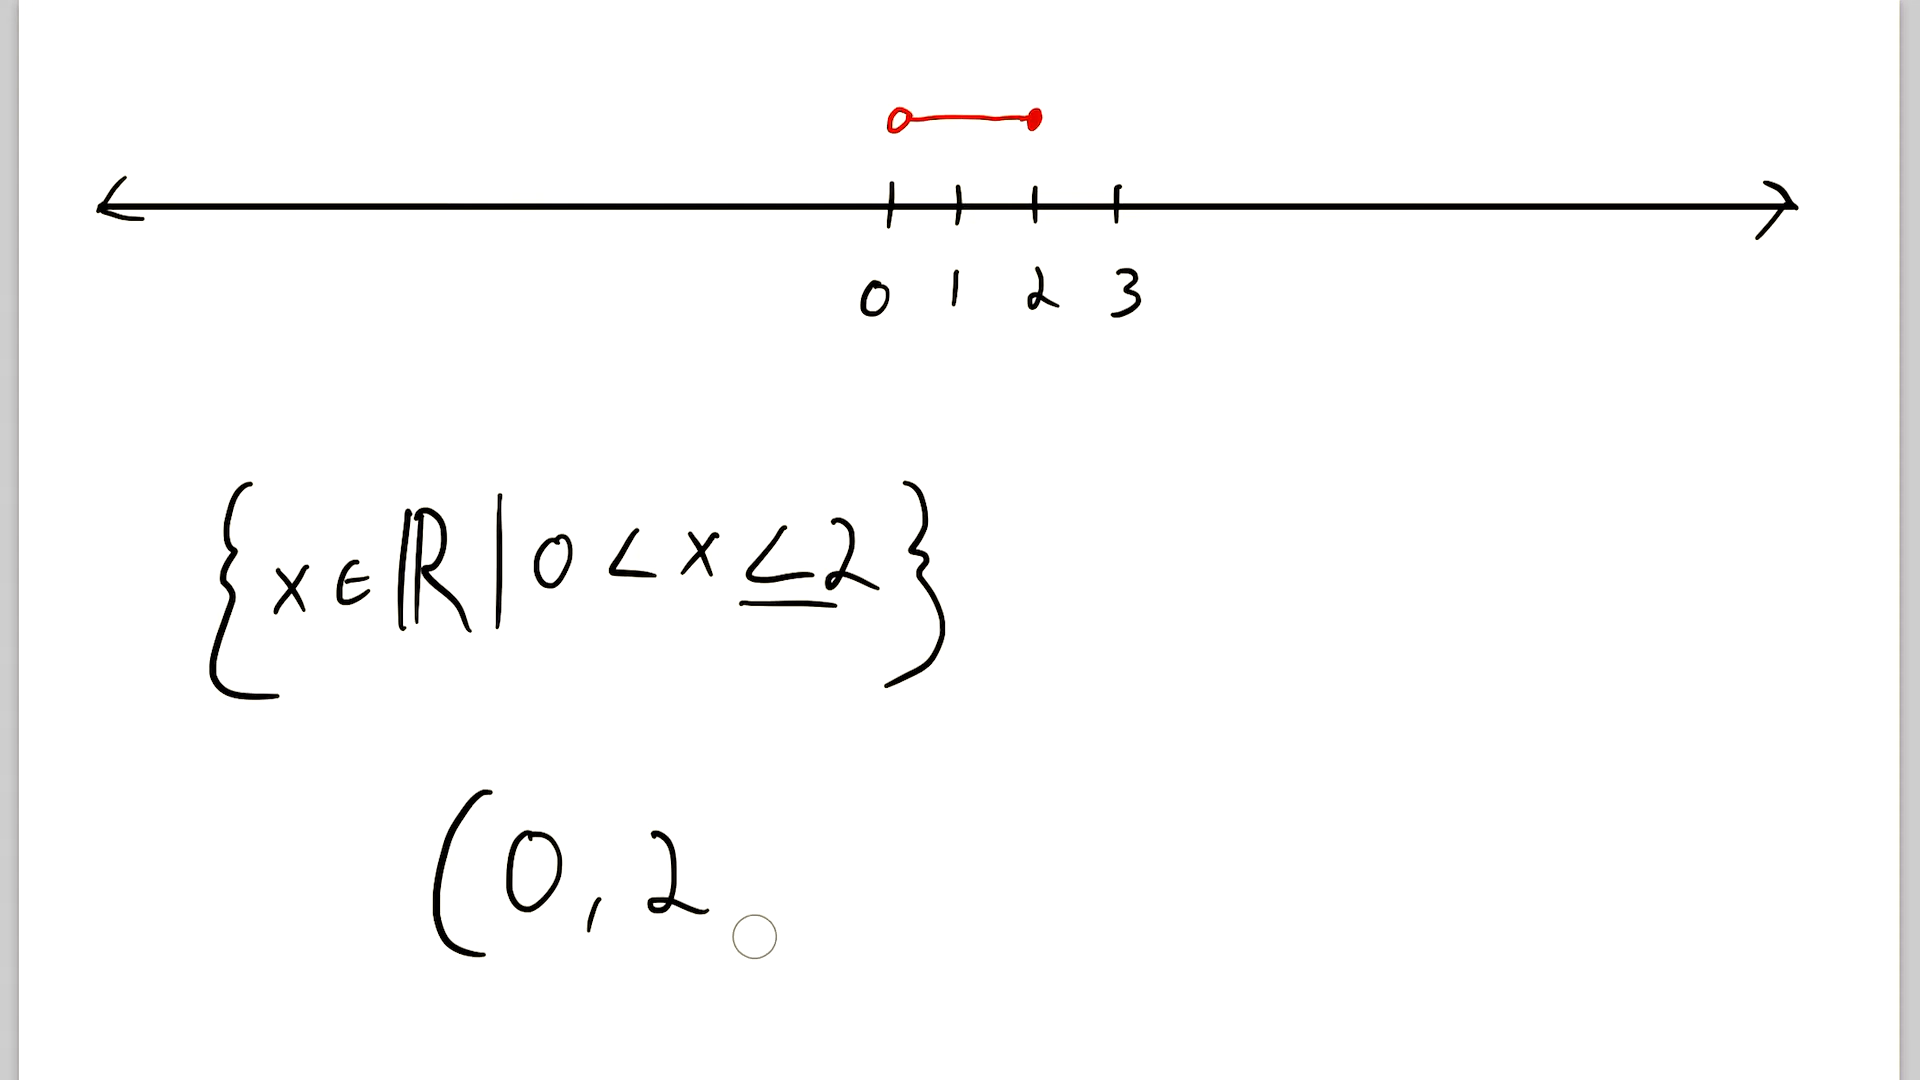 0 1 2 3
{x ∈ ℝ | 0 < x ≤ 2}
(0, 2